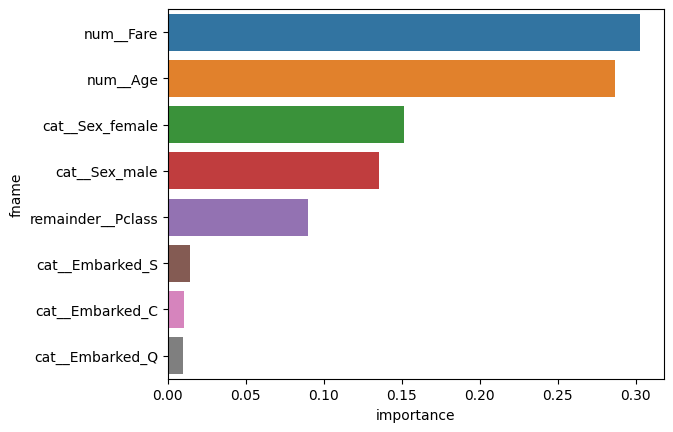 num__Fare
num__Age
cat__Sex_female
cat__Sex_male
remainder__Pclass
cat__Embarked_S
cat__Embarked_C
cat__Embarked_Q
fname
0.00 0.05 0.10 0.15 0.20 0.25 0.30
importance